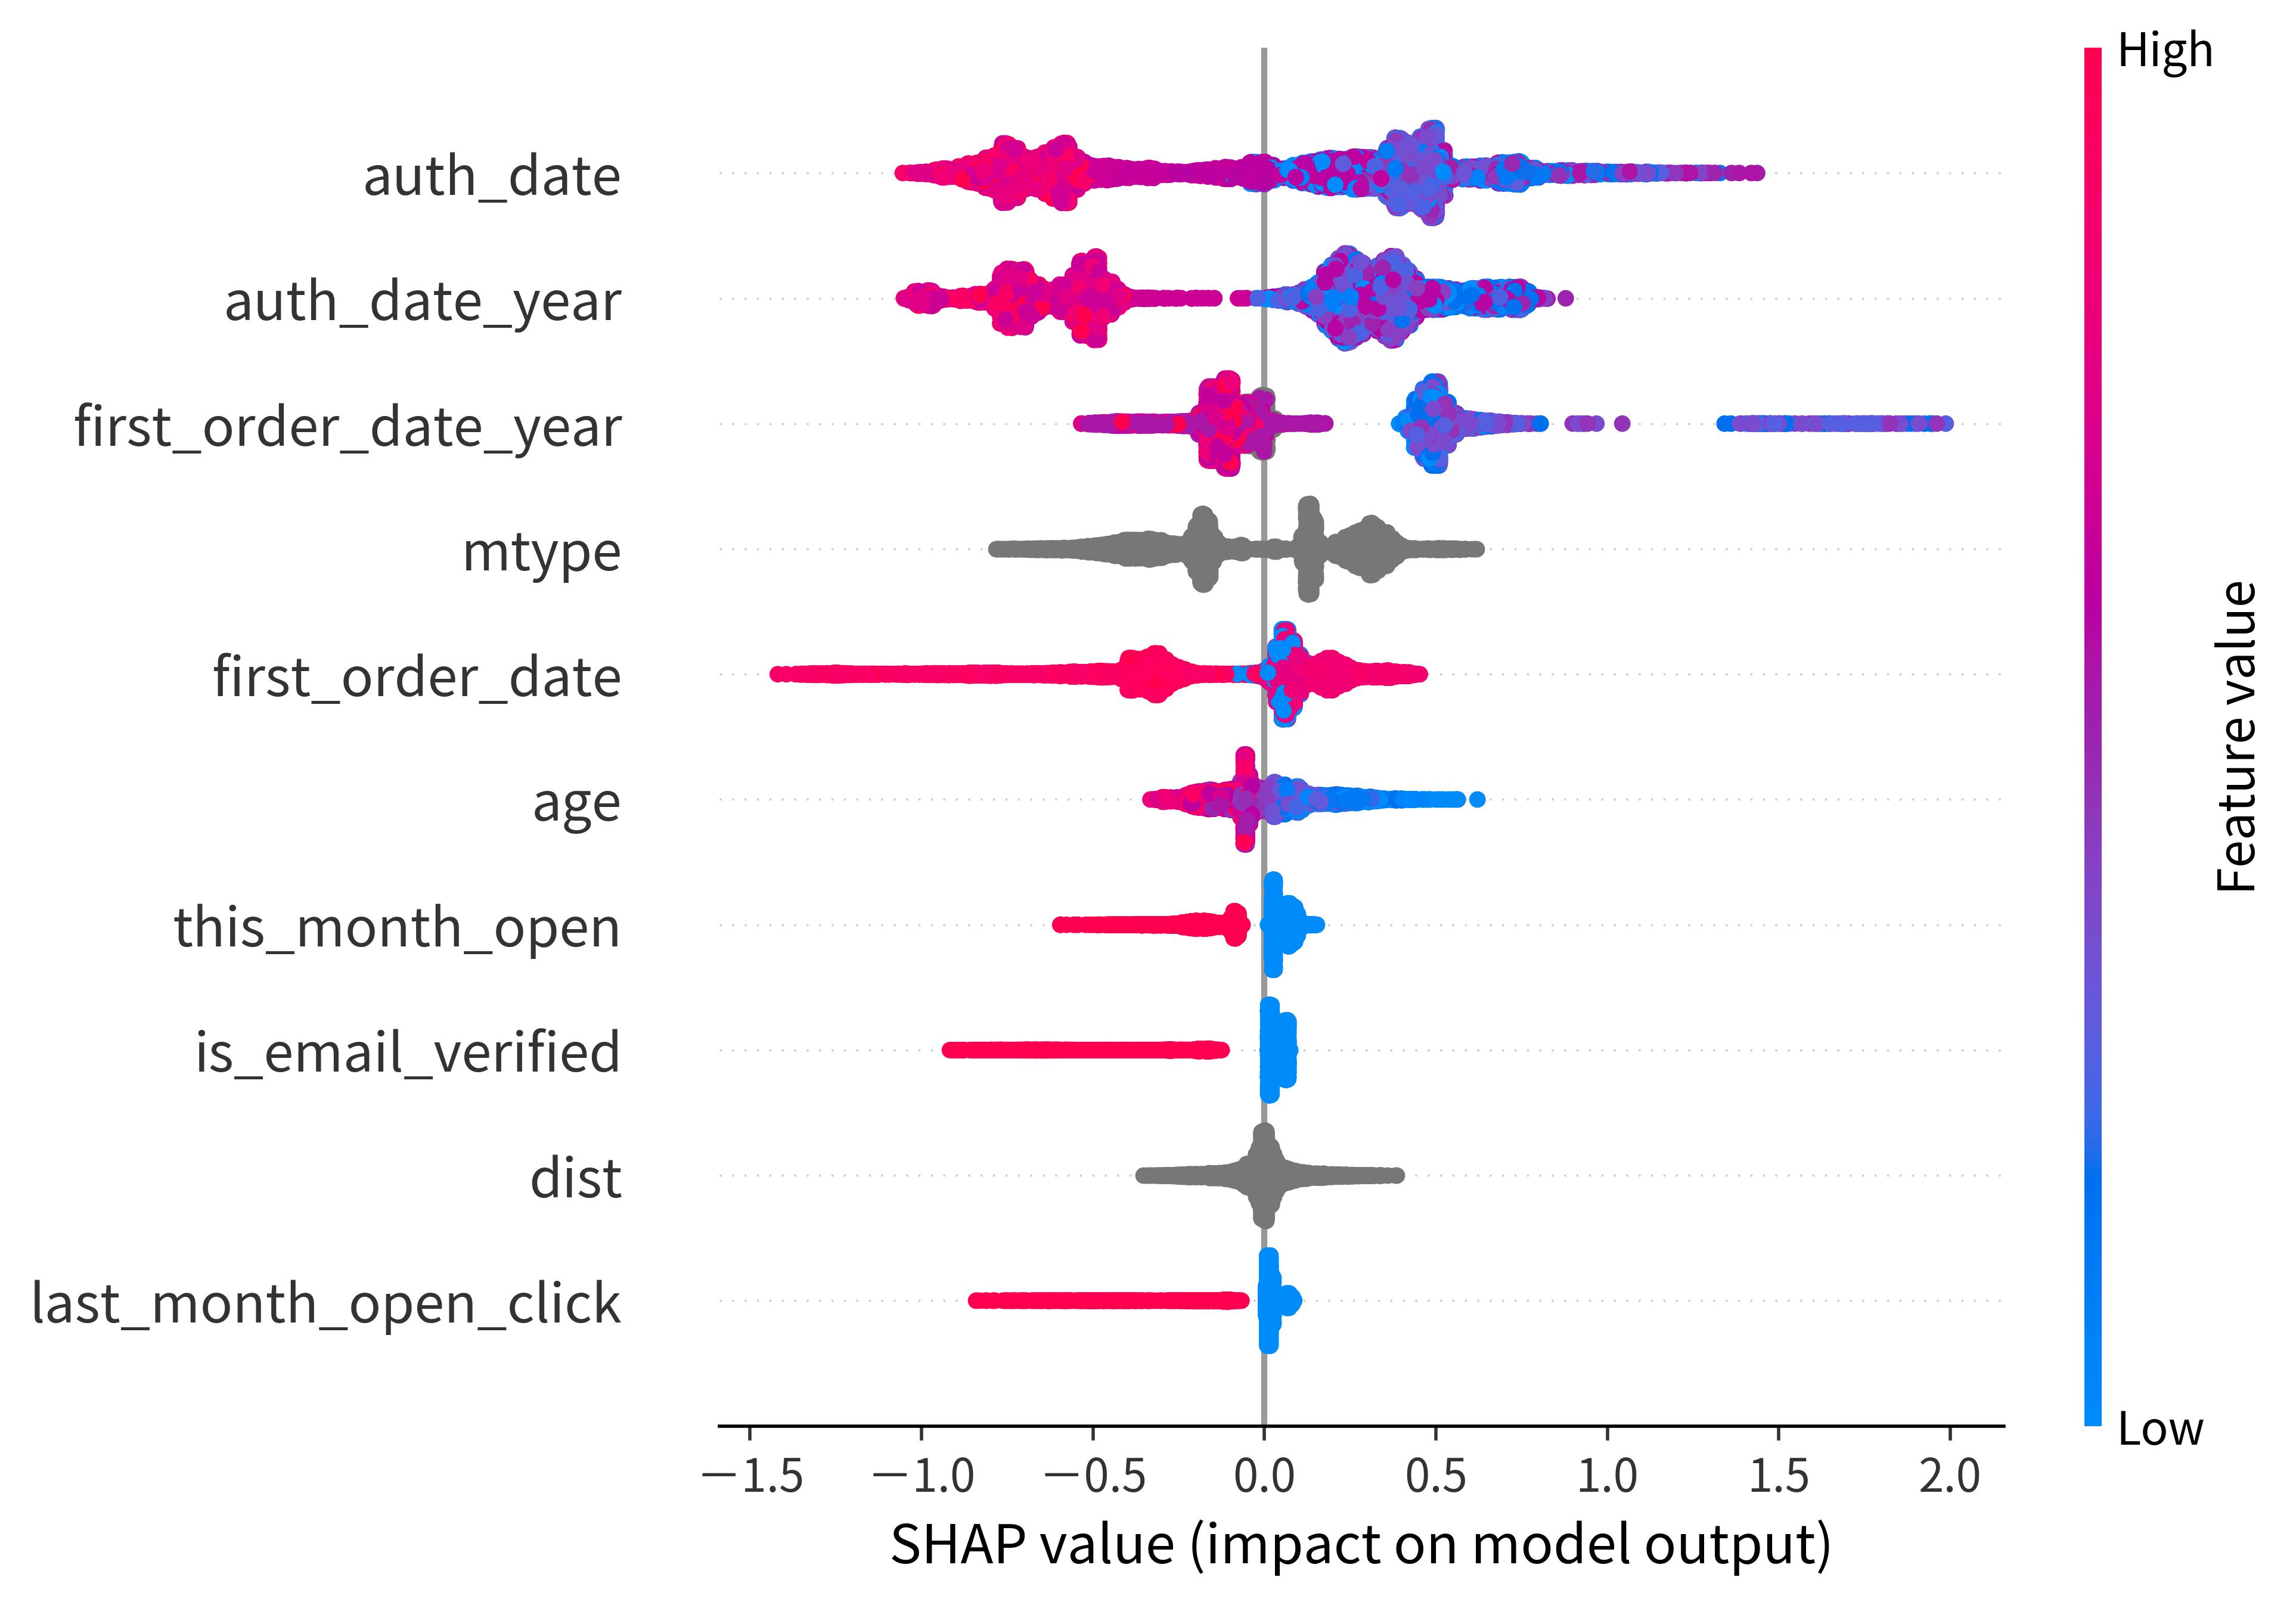 High
auth_date
auth_date_year
first_order_date_year
mtype
first_order_date
age
this_month_open
is_email_verified
dist
last_month_open_click
Feature value
Low
−1.5 −1.0 −0.5 0.0 0.5 1.0 1.5 2.0
SHAP value (impact on model output)